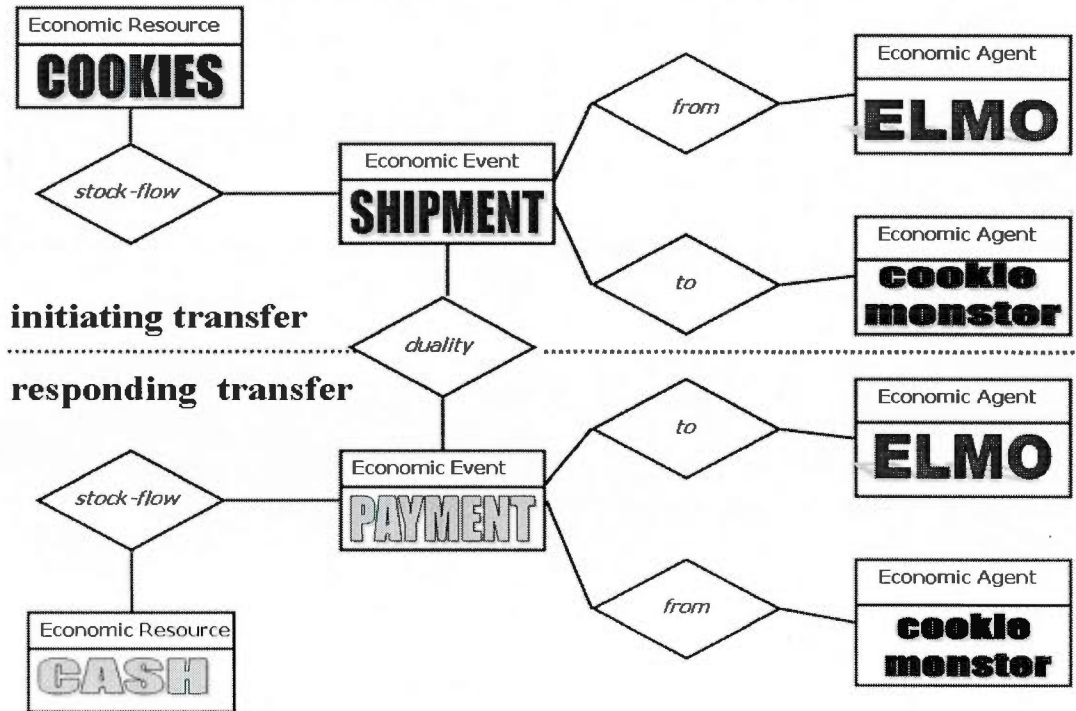 Economic Resource
COOKIES
stock-flow
Economic Event
SHIPMENT
from
Economic Agent
ELMO
to
Economic Agent
cookie
monster
initiating transfer
duality
responding transfer
Economic Event
PAYMENT
to
Economic Agent
ELMO
from
Economic Agent
cookie
monster
stock-flow
Economic Resource
CASH